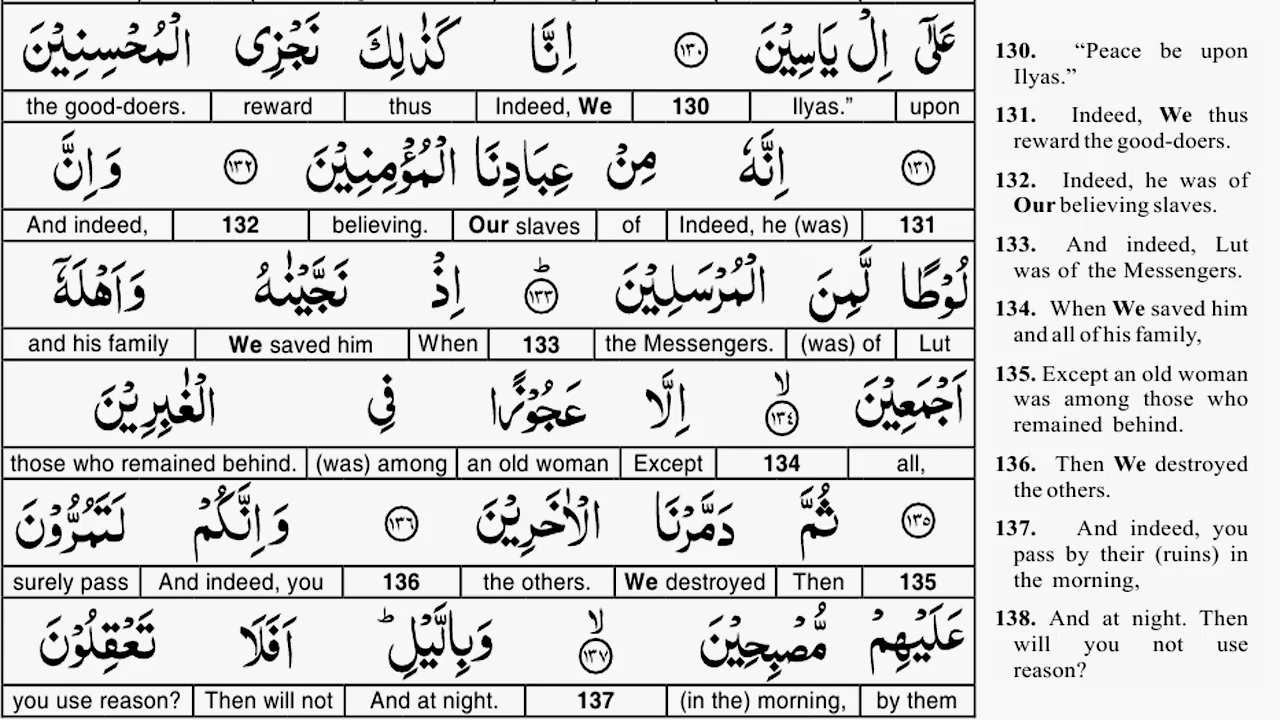 عَلٰۤى اِلۡ يَاسِيۡنَ ﴿۱۳۰﴾ اِنَّا كَذٰلِكَ نَجۡزِى الۡمُحۡسِنِيۡنَ
upon Ilyas.” 130 Indeed, We thus reward the good-doers.
﴿۱۳۱﴾ اِنَّهٗ مِنۡ عِبَادِنَا الۡمُؤۡمِنِيۡنَ ﴿۱۳۲﴾ وَ اِنَّ
131 Indeed, he (was) of Our slaves believing. 132 And indeed,
لُوۡطًا لَّمِنَ الۡمُرۡسَلِيۡنَؕ ﴿۱۳۳﴾ اِذۡ نَجَّيۡنٰهُ وَاَهۡلَهٗۤ
Lut (was) of the Messengers. 133 When We saved him and his family
اَجۡمَعِيۡنَۙ ﴿۱۳۴﴾ اِلَّا عَجُوۡزًا فِى الۡغٰبِرِيۡنَ
all, 134 Except an old woman (was) among those who remained behind.
﴿۱۳۵﴾ ثُمَّ دَمَّرۡنَا الۡاٰخَرِيۡنَ ﴿۱۳۶﴾ وَ اِنَّكُمۡ لَتَمُرُّوۡنَ
135 Then We destroyed the others. 136 And indeed, you surely pass
عَلَيۡهِمۡ مُّصۡبِحِيۡنَۙ ﴿۱۳۷﴾ وَبِالَّيۡلِؕ اَفَلَا تَعۡقِلُوۡنَ
by them (in the) morning, 137 And at night. Then will not you use reason?
130. “Peace be upon
Ilyas.”
131. Indeed, We thus
reward the good-doers.
132. Indeed, he was of
Our believing slaves.
133. And indeed, Lut
was of the Messengers.
134. When We saved him
and all of his family,
135. Except an old woman
was among those who
remained behind.
136. Then We destroyed
the others.
137. And indeed, you
pass by their (ruins) in
the morning,
138. And at night. Then
will you not use
reason?